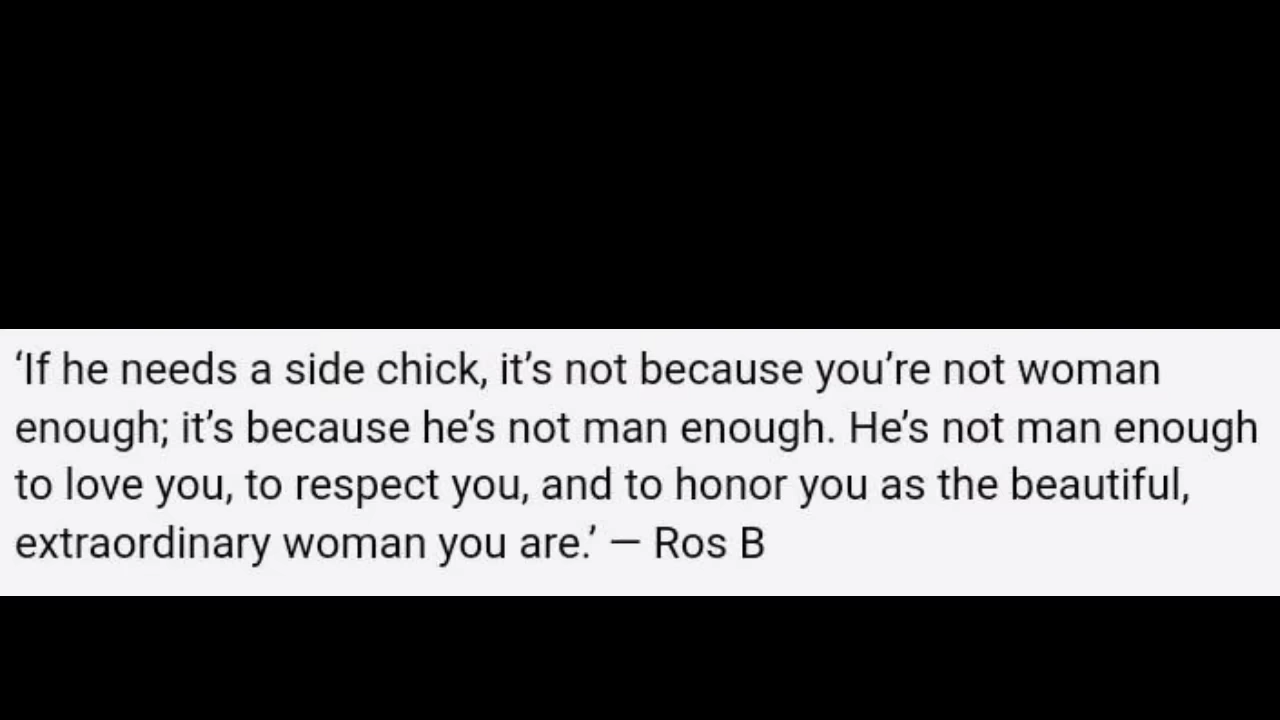 ‘If he needs a side chick, it’s not because you’re not woman
enough; it’s because he’s not man enough. He’s not man enough
to love you, to respect you, and to honor you as the beautiful,
extraordinary woman you are.’ — Ros B